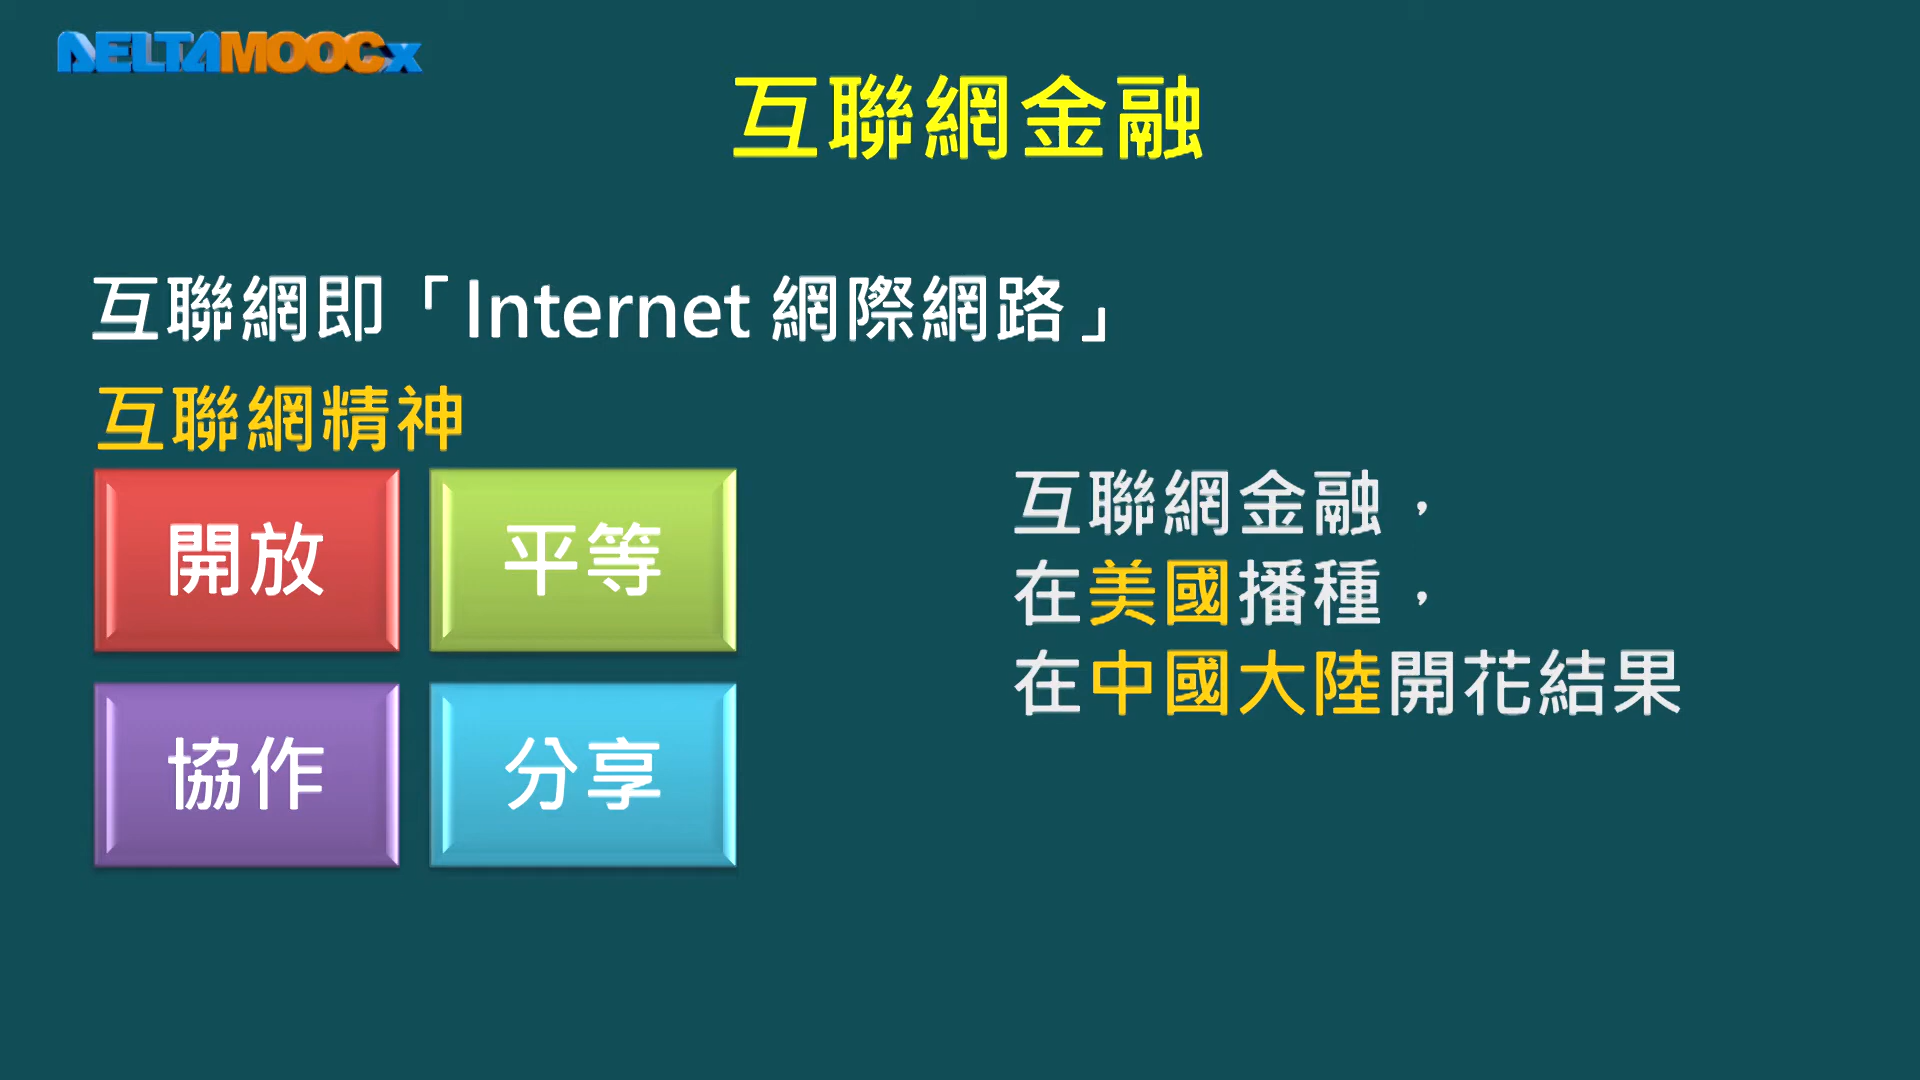 DELTAMOOCx
互聯網金融
互聯網即「Internet 網際網路」
互聯網精神
開放
平等
協作
分享
互聯網金融，
在美國播種，
在中國大陸開花結果